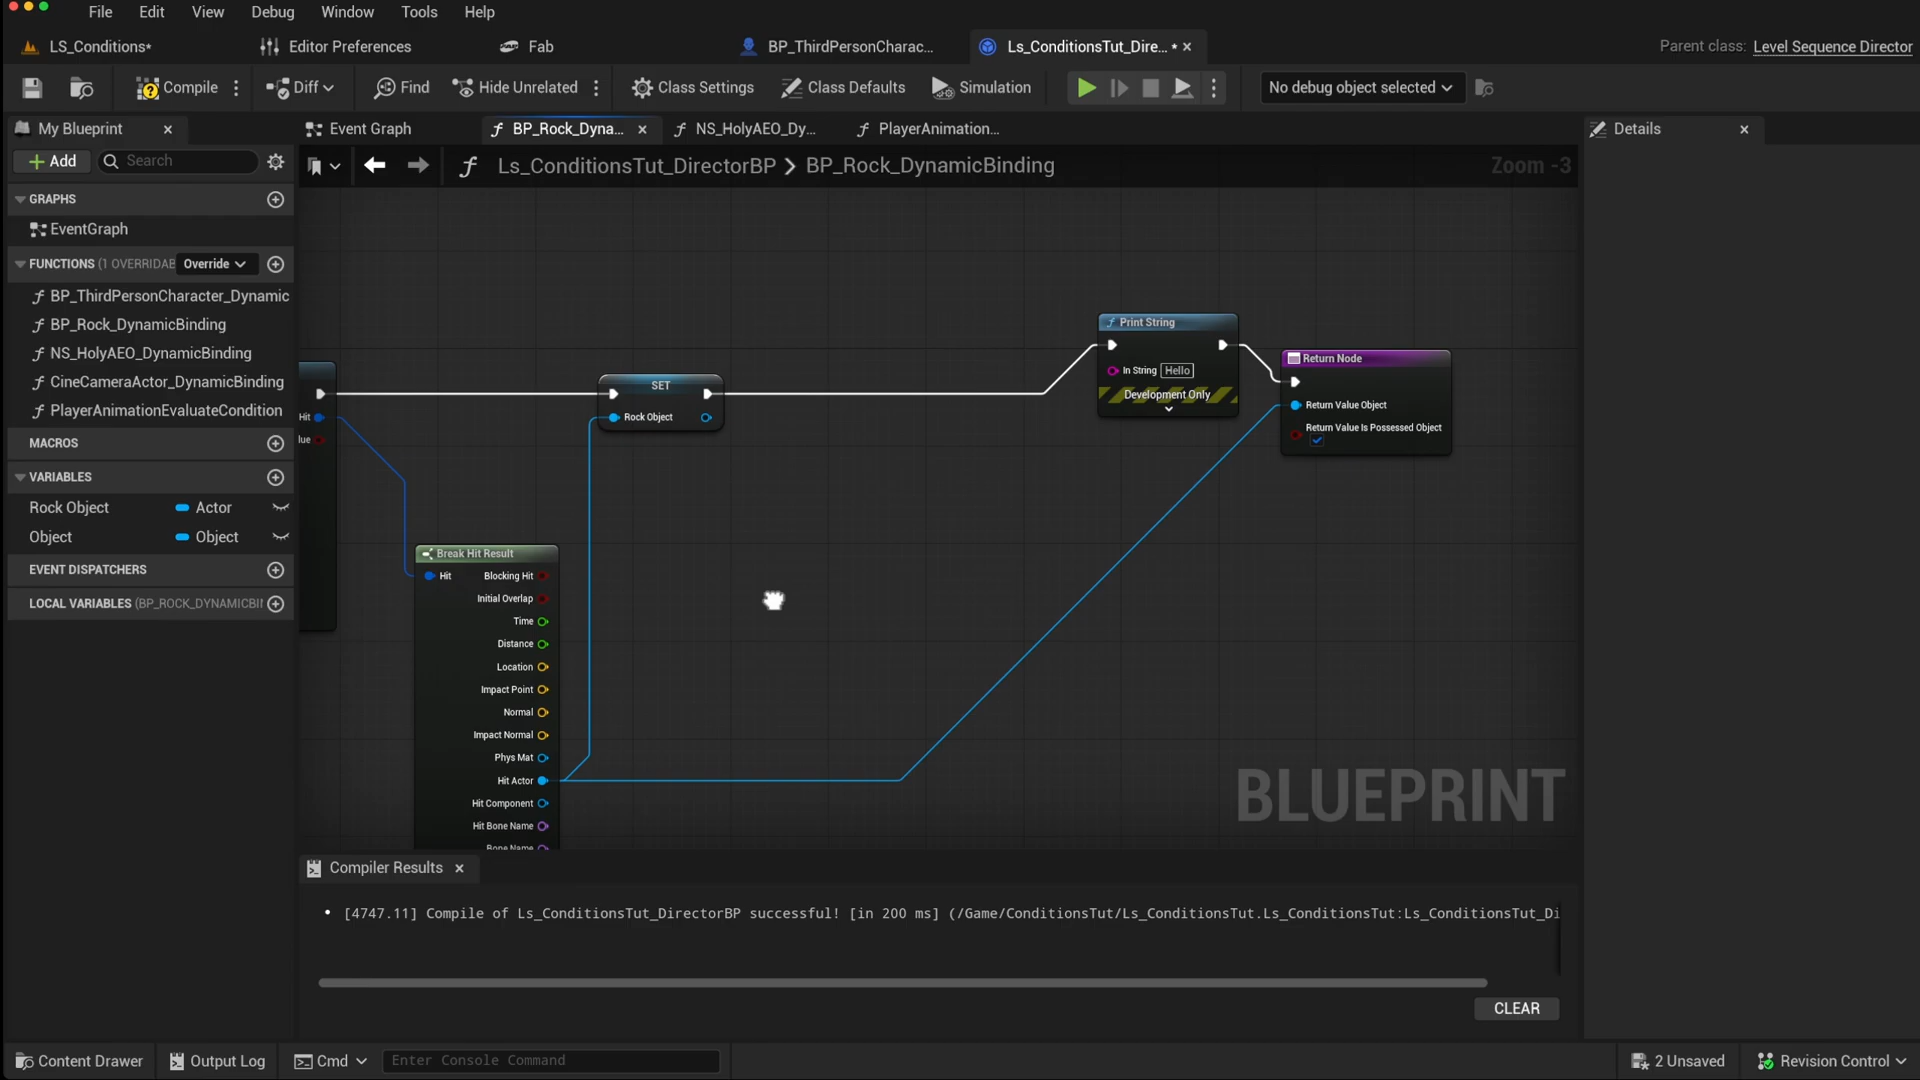 File Edit View Debug Window Tools Help
LS_Conditions* Editor Preferences Fab BP_ThirdPersonCharac... Ls_ConditionsTut_Dire... * Parent class: Level Sequence Director
Compile Diff Find Hide Unrelated Class Settings Class Defaults Simulation No debug object selected
My Blueprint Event Graph BP_Rock_Dyna... NS_HolyAEO_Dy... PlayerAnimation... Details
Add Search Ls_ConditionsTut_DirectorBP > BP_Rock_DynamicBinding Zoom -3
GRAPHS
EventGraph
FUNCTIONS (1 OVERRIDAB Override
BP_ThirdPersonCharacter_Dynamic
BP_Rock_DynamicBinding
NS_HolyAEO_DynamicBinding
CineCameraActor_DynamicBinding
PlayerAnimationEvaluateCondition
MACROS
VARIABLES
Rock Object Actor
Object Object
EVENT DISPATCHERS
LOCAL VARIABLES (BP_ROCK_DYNAMICBI
Hit
lue
SET
Rock Object
Print String
In String Hello
Development Only
Return Node
Return Value Object
Return Value Is Possessed Object
Break Hit Result
Hit Blocking Hit
Initial Overlap
Time
Distance
Location
Impact Point
Normal
Impact Normal
Phys Mat
Hit Actor
Hit Component
Hit Bone Name
Bone Name
BLUEPRINT
Compiler Results
• [4747.11] Compile of Ls_ConditionsTut_DirectorBP successful! [in 200 ms] (/Game/ConditionsTut/Ls_ConditionsTut.Ls_ConditionsTut:Ls_ConditionsTut_Di
CLEAR
Content Drawer Output Log Cmd Enter Console Command 2 Unsaved Revision Control